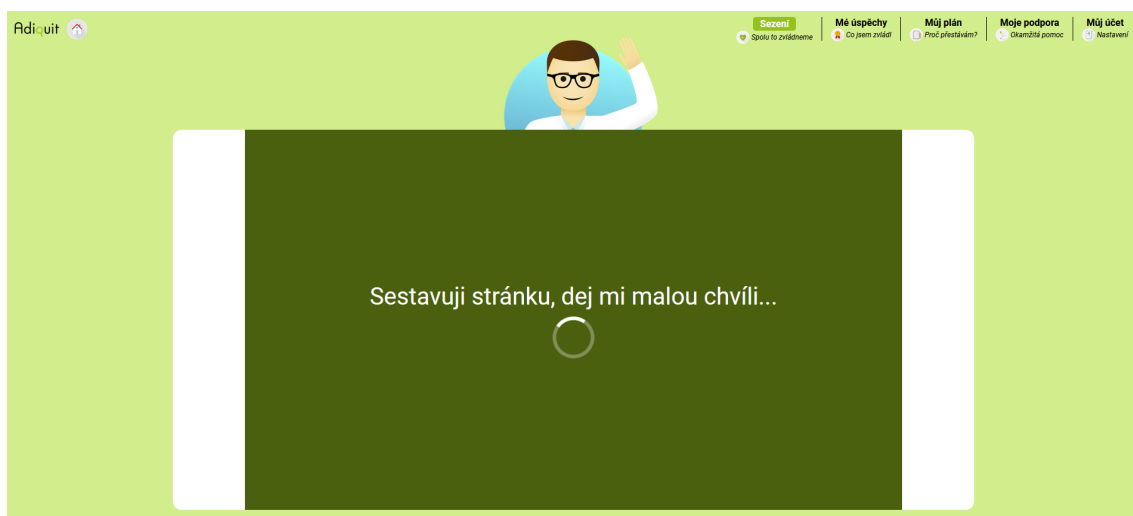 Adiquit
Sezení
Spolu to zvládneme
Mé úspěchy
Co jsem zvládl
Můj plán
Proč přestávám?
Moje podpora
Okamžitá pomoc
Můj účet
Nastavení
Sestavuji stránku, dej mi malou chvíli...